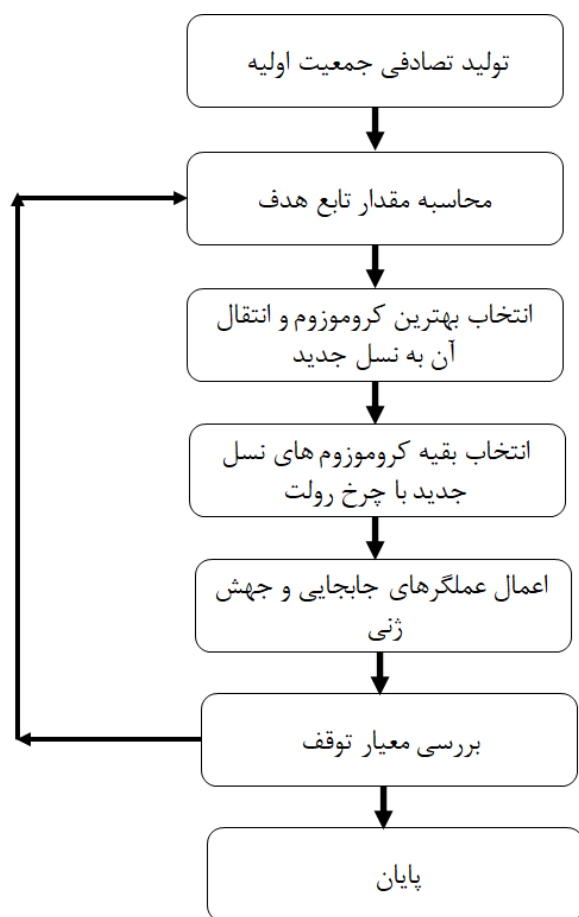 تولید تصادفی جمعیت اولیه
محاسبه مقدار تابع هدف
انتخاب بهترین کروموزوم و انتقال
آن به نسل جدید
انتخاب بقیه کروموزوم های نسل
جدید با چرخ رولت
اعمال عملگرهای جابجایی و جهش
ژنی
بررسی معیار توقف
پایان